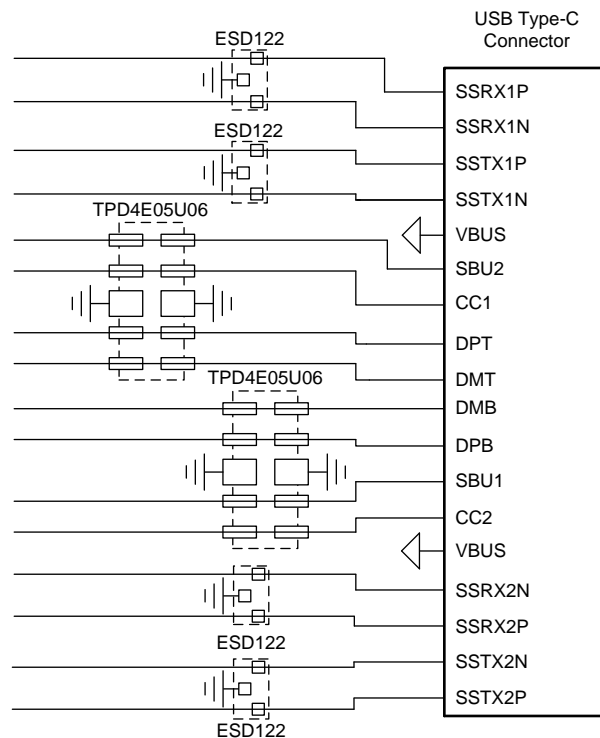 USB Type-C
Connector
ESD122
SSRX1P
SSRX1N
ESD122
SSTX1P
SSTX1N
TPD4E05U06
VBUS
SBU2
CC1
DPT
DMT
TPD4E05U06
DMB
DPB
SBU1
CC2
VBUS
SSRX2N
SSRX2P
ESD122
SSTX2N
SSTX2P
ESD122